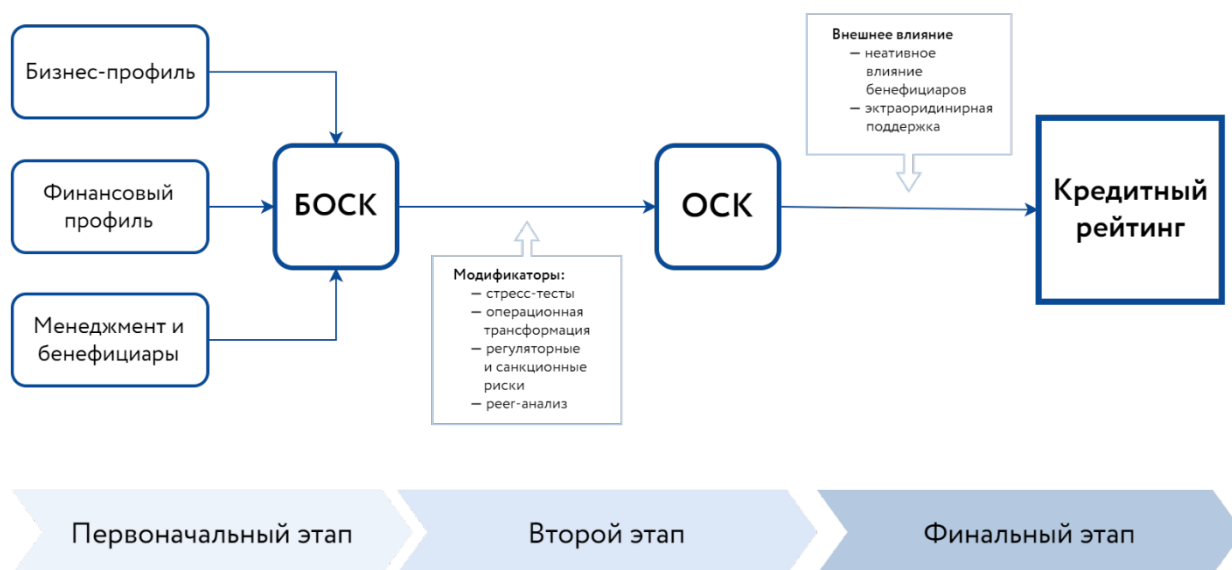 Бизнес-профиль
Финансовый
профиль
Менеджмент и
бенефициары
БОСК
Модификаторы:
— стресс-тесты
— операционная
трансформация
— регуляторные
и санкционные
риски
— peer-анализ
ОСК
Внешнее влияние
— неативное
влияние
бенефициаров
— эктраоридинирная
поддержка
Кредитный
рейтинг
Первоначальный этап
Второй этап
Финальный этап